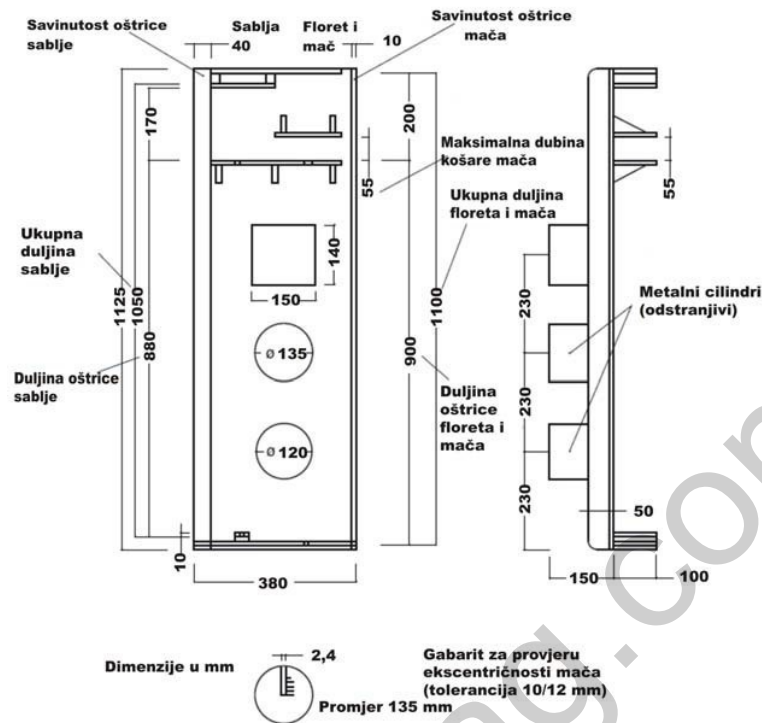 Savinutost oštrice
sablje
Sablja
40
Floret i
mač
10
Savinutost oštrice
mača
170
200
55
Maksimalna dubina
košare mača
55
Ukupna duljina
floreta i mača
Ukupna
duljina
sablje
1125
1050
880
140
150
1100
900
230
230
230
Metalni cilindri
(odstranjivi)
ø 135
Duljina oštrice
sablje
Duljina
oštrice
floreta i
mača
ø 120
50
10
380
150
100
Dimenzije u mm
2,4
Promjer 135 mm
Gabarit za provjeru
ekscentričnosti mača
(tolerancija 10/12 mm)